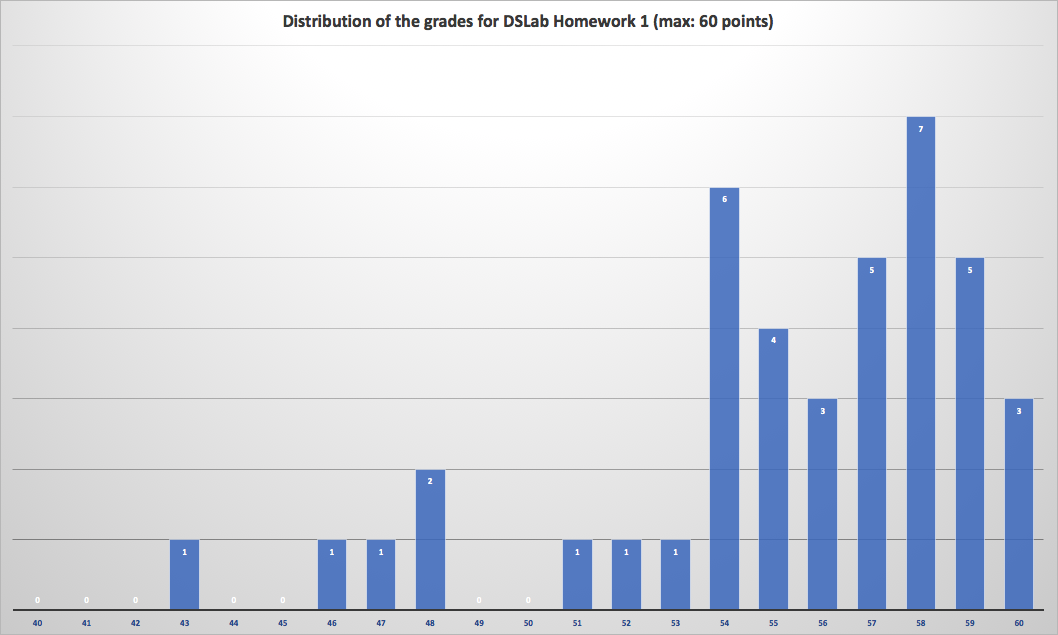 Distribution of the grades for DSLab Homework 1 (max: 60 points)
7
6
5 5
4
3 3
2
1 1 1 1 1 1
0 0 0 0 0 0 0
40 41 42 43 44 45 46 47 48 49 50 51 52 53 54 55 56 57 58 59 60